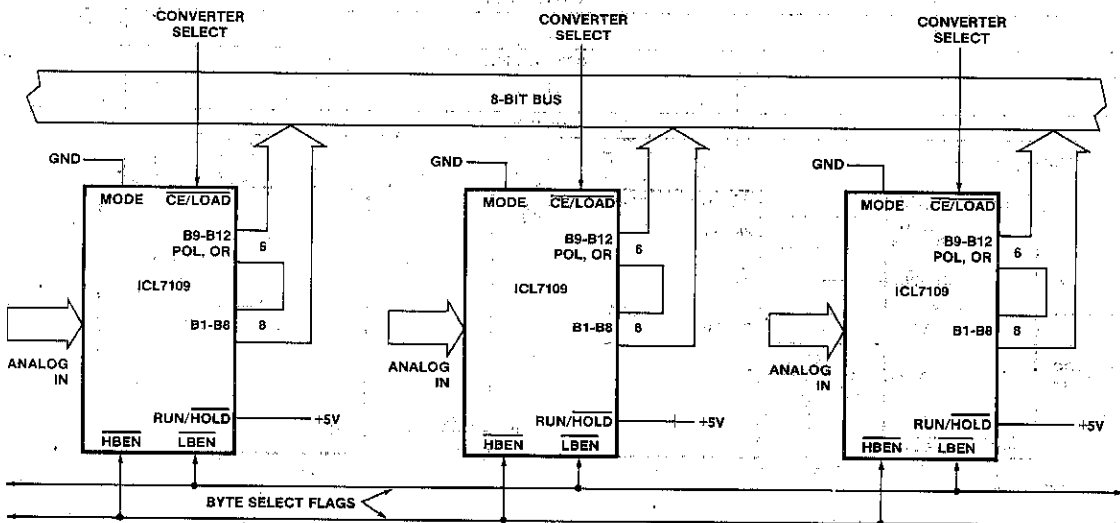 CONVERTER
SELECT
CONVERTER
SELECT
CONVERTER
SELECT
8-BIT BUS
GND
MODE
CE/LOAD
B9-B12
POL, OR
6
ICL7109
B1-B8
8
ANALOG
IN
RUN/HOLD
+5V
HBEN
LBEN
GND
MODE
CE/LOAD
B9-B12
POL, OR
6
ICL7109
B1-B8
8
ANALOG
IN
RUN/HOLD
+5V
HBEN
LBEN
GND
MODE
CE/LOAD
B9-B12
POL, OR
6
ICL7109
B1-B8
8
ANALOG
IN
RUN/HOLD
+5V
HBEN
LBEN
BYTE SELECT FLAGS